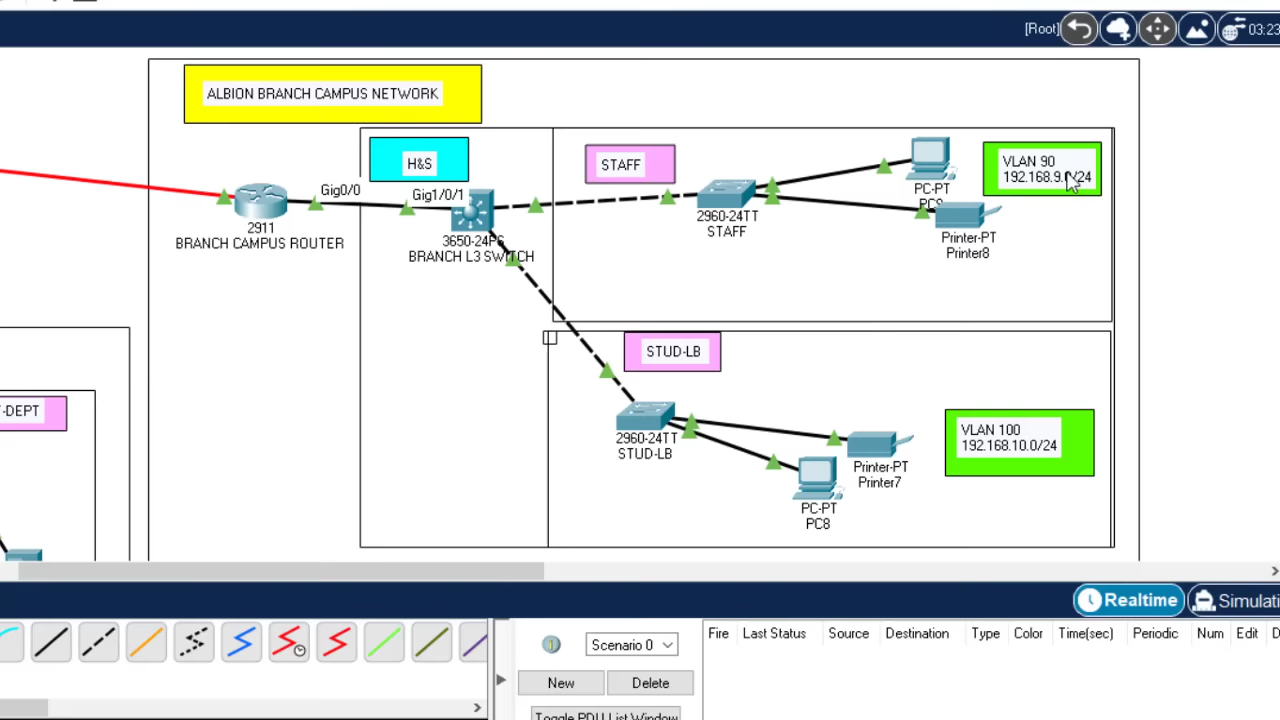 [Root]
03:23
ALBION BRANCH CAMPUS NETWORK
H&S
STAFF
VLAN 90
192.168.9.0/24
PC-PT
PC9
Gig0/0
Gig1/0/1
2911
BRANCH CAMPUS ROUTER
3650-24PS
BRANCH L3 SWITCH
2960-24TT
STAFF
Printer-PT
Printer8
STUD-LB
-DEPT
2960-24TT
STUD-LB
VLAN 100
192.168.10.0/24
Printer-PT
Printer7
PC-PT
PC8
Realtime
Simulati
Scenario 0
New
Delete
Toggle PDU List Window
Fire Last Status Source Destination Type Color Time(sec) Periodic Num Edit D